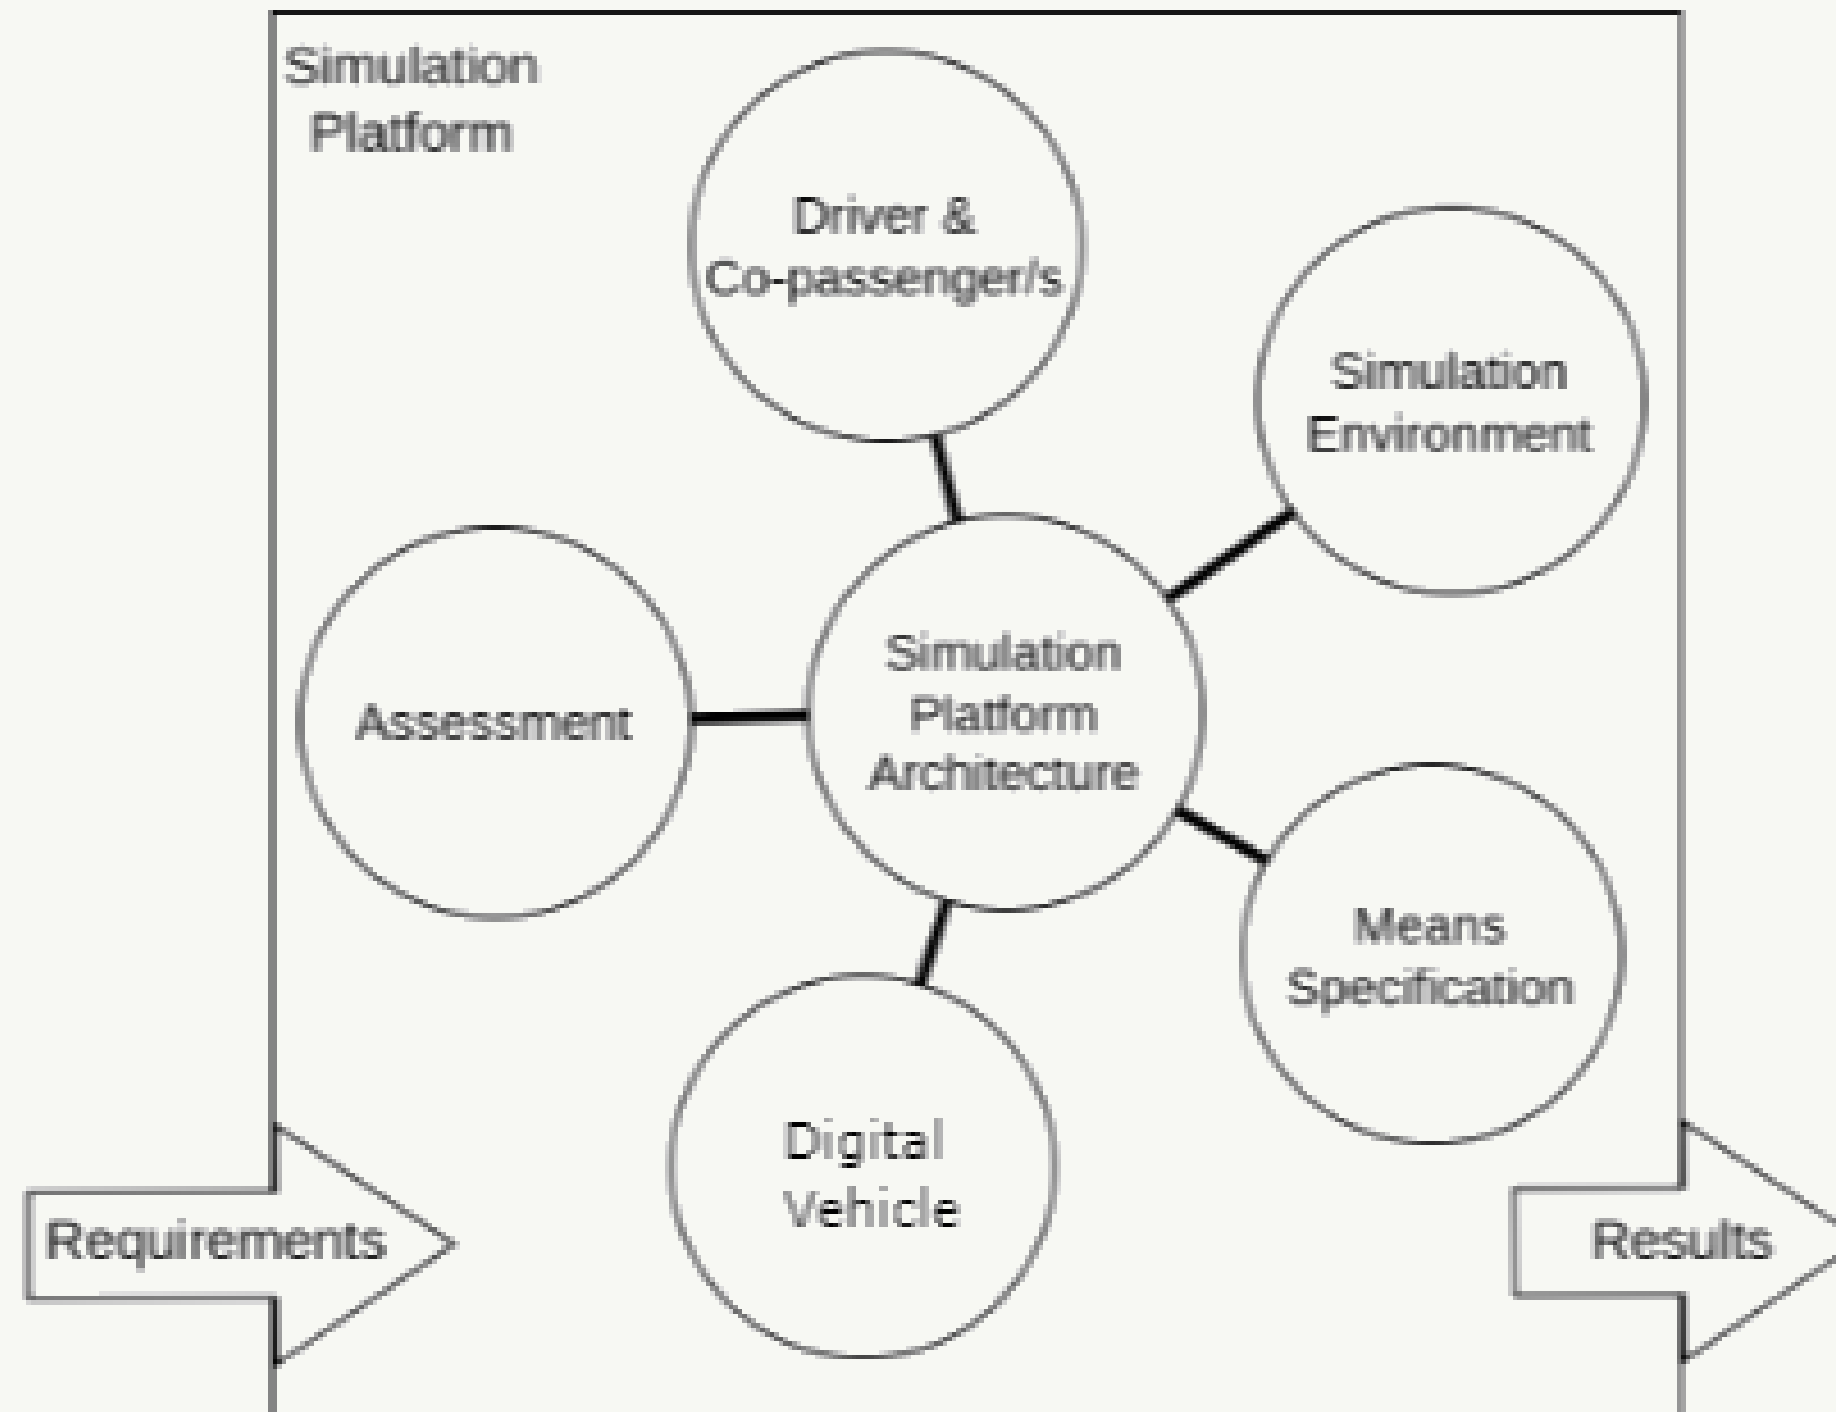 Simulation
Platform
Driver &
Co-passenger/s
Simulation
Environment
Assessment
Simulation
Platform
Architecture
Means
Specification
Digital
Vehicle
Requirements
Results